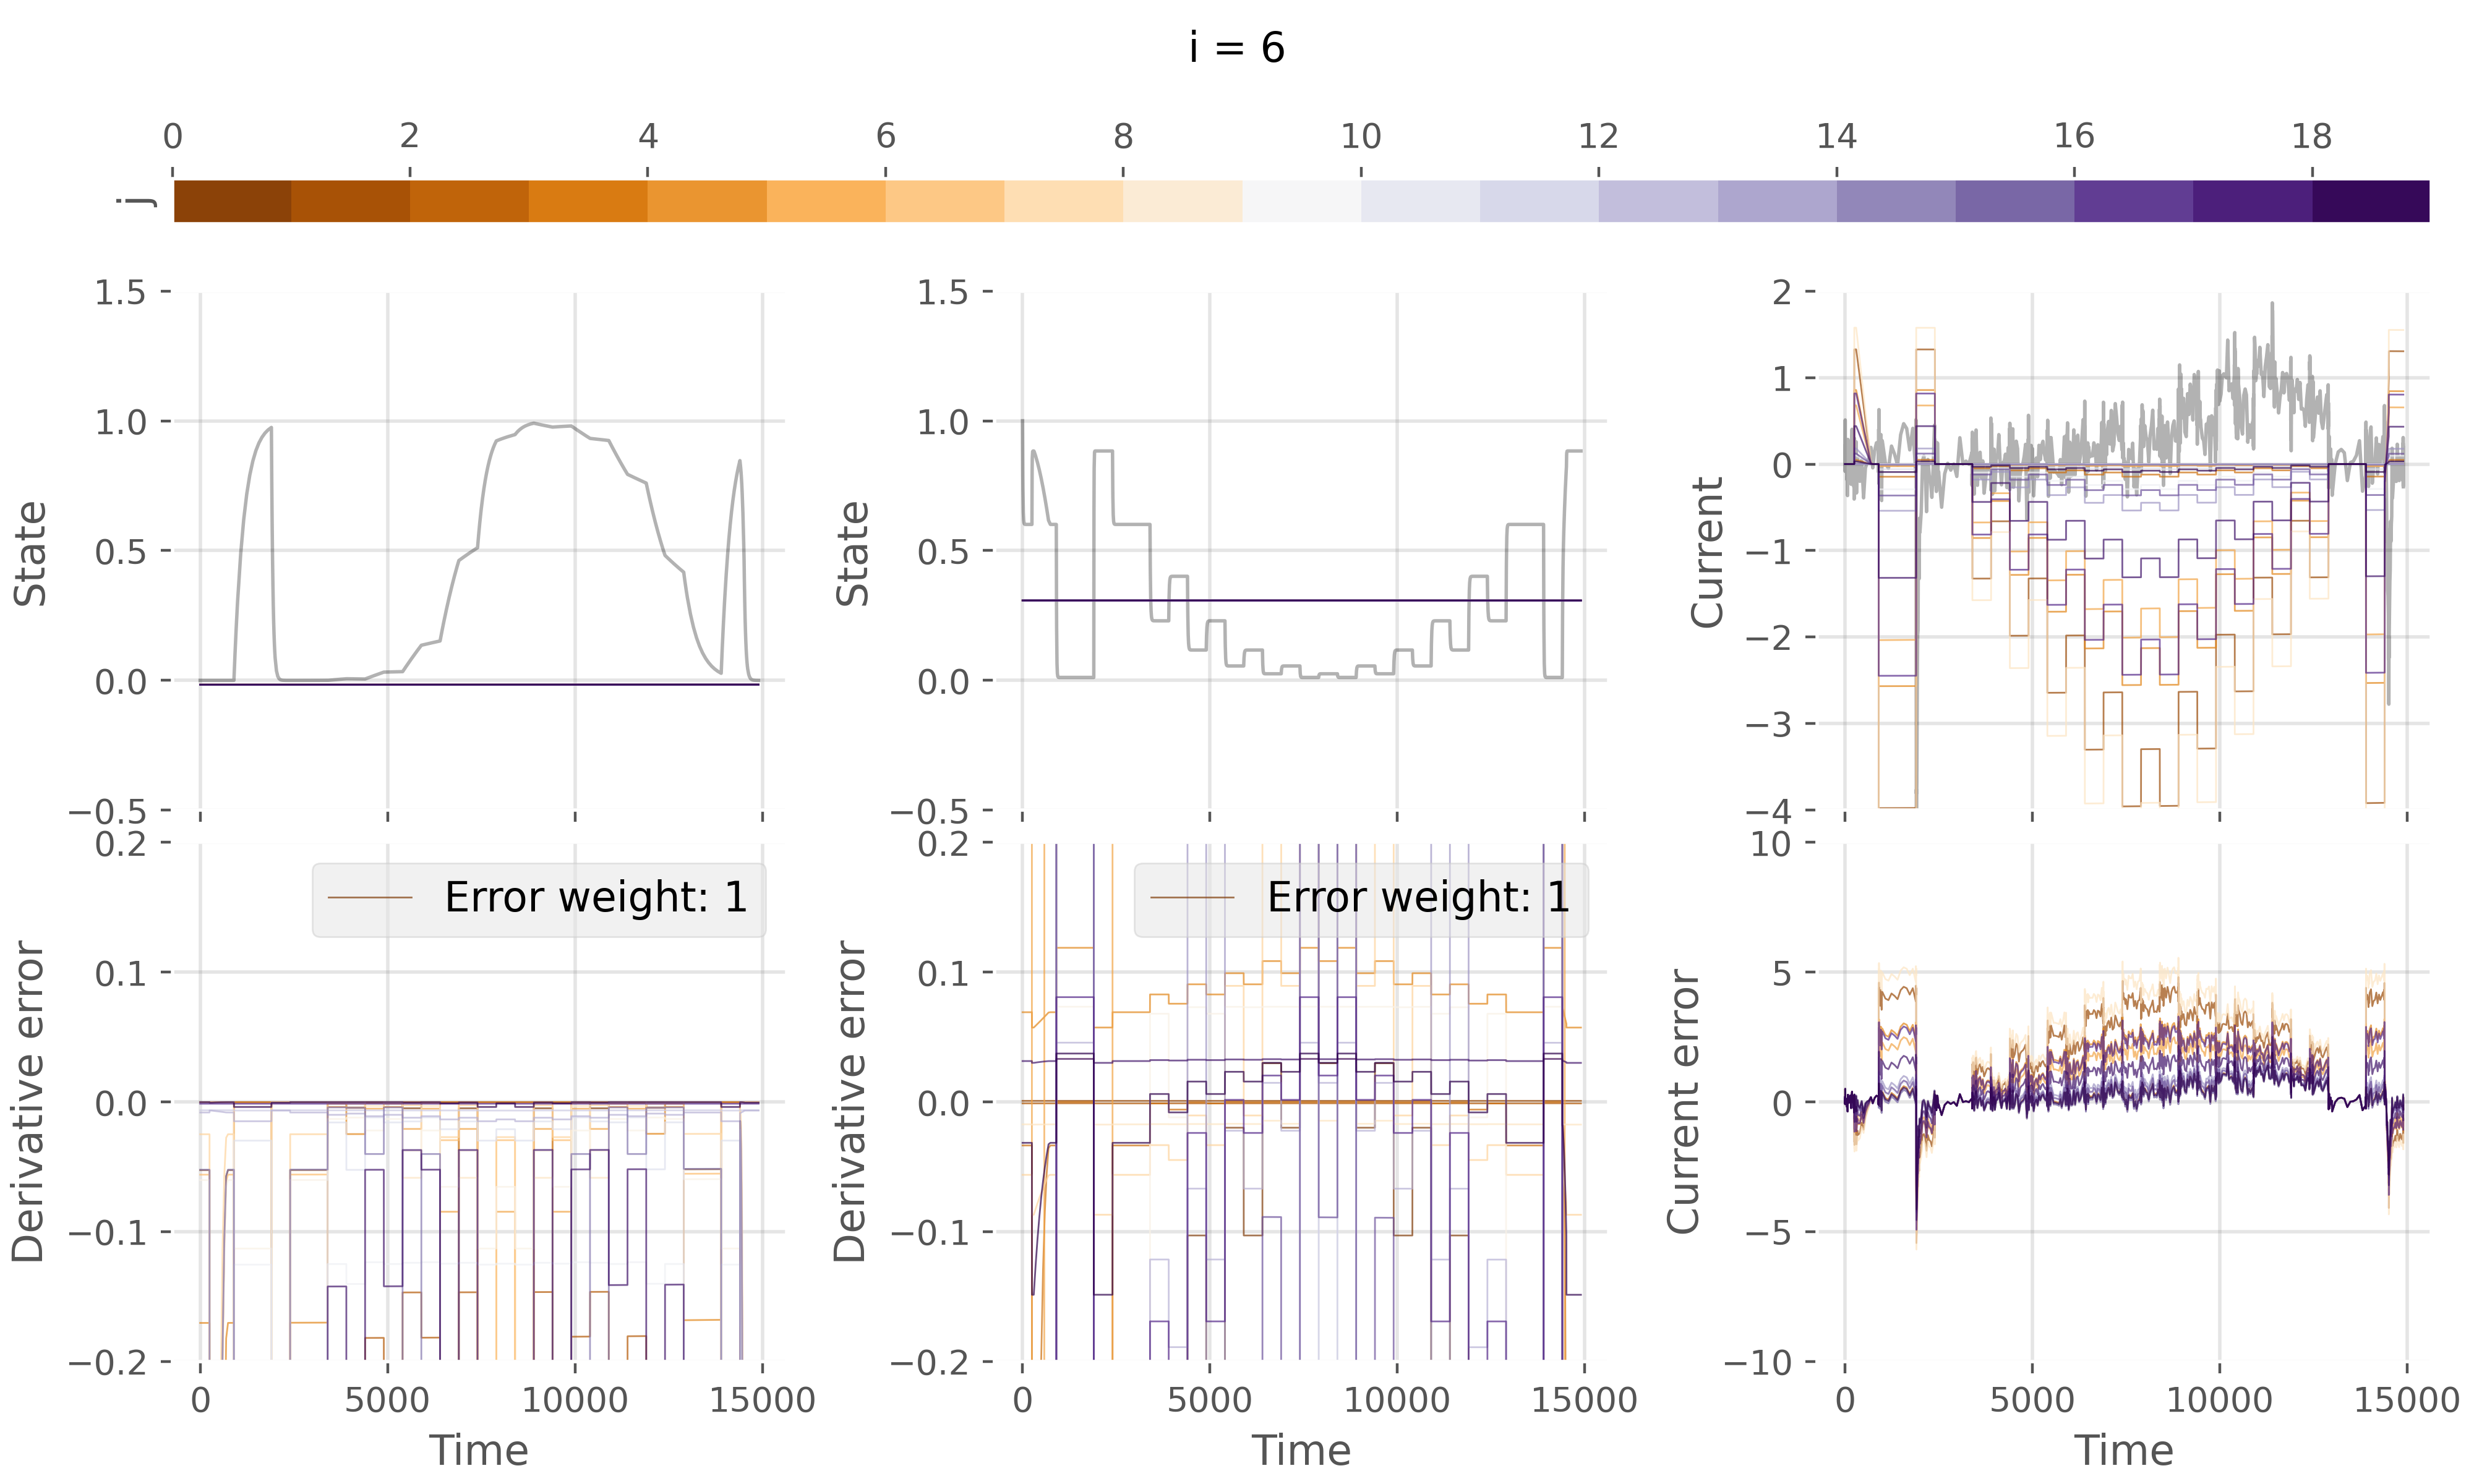 i = 6
0 2 4 6 8 10 12 14 16 18
j
1.5
1.0
0.5
0.0
−0.5
State
1.5
1.0
0.5
0.0
−0.5
State
2
1
0
−1
−2
−3
−4
Current
0.2
0.1
0.0
−0.1
−0.2
Derivative error
Error weight: 1
0 5000 10000 15000
Time
0.2
0.1
0.0
−0.1
−0.2
Derivative error
Error weight: 1
0 5000 10000 15000
Time
10
5
0
−5
−10
Current error
0 5000 10000 15000
Time